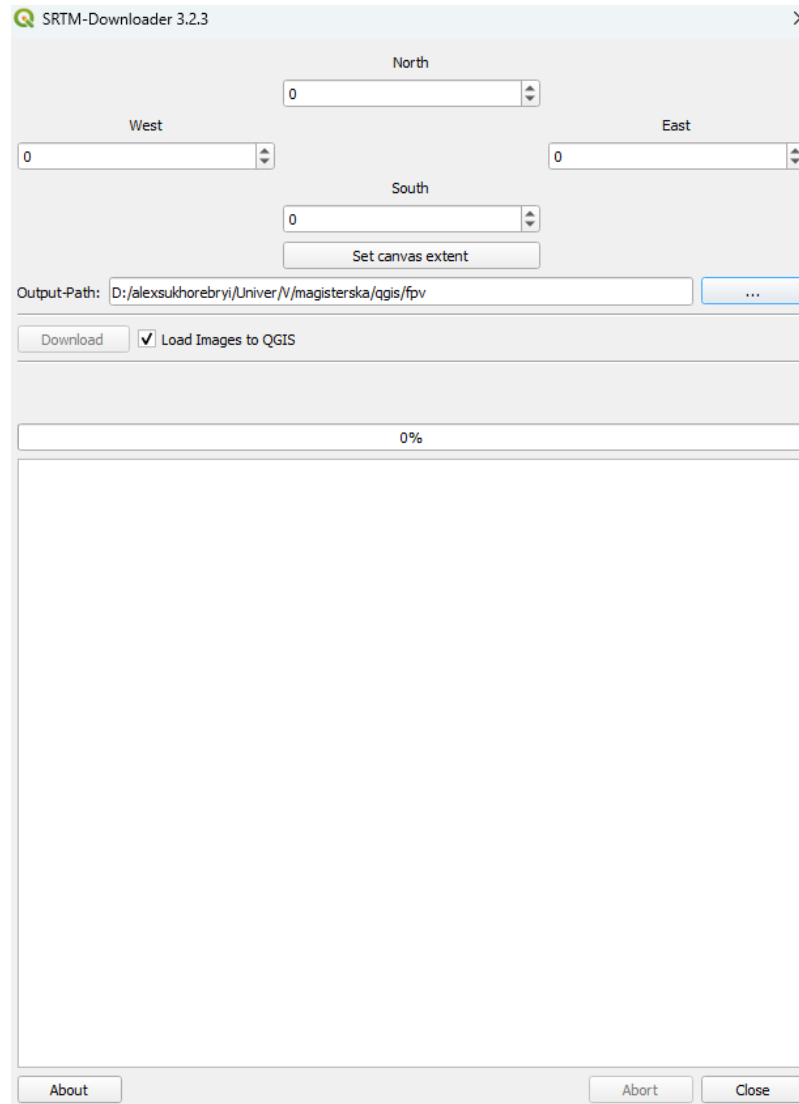 SRTM-Downloader 3.2.3
North
0
West
East
0
0
South
0
Set canvas extent
Output-Path: D:/alexsukhorebryi/Univer/V/magisterska/qgis/fpv ...
Download Load Images to QGIS
0%
About Abort Close